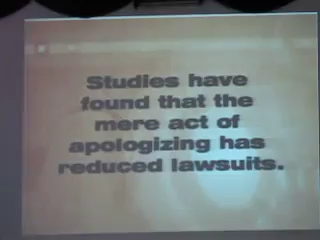 Studies have
found that the
mere act of
apologizing has
reduced lawsuits.